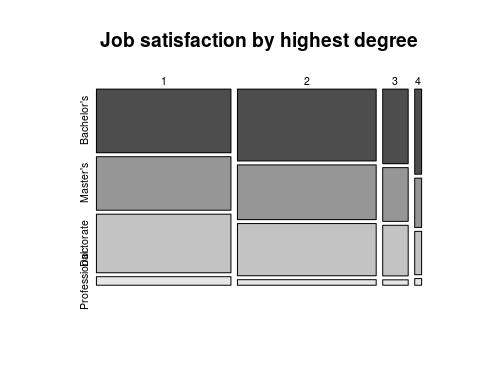 Job satisfaction by highest degree
1 2 3 4
Bachelor's
Master's
Doctorate
Professional